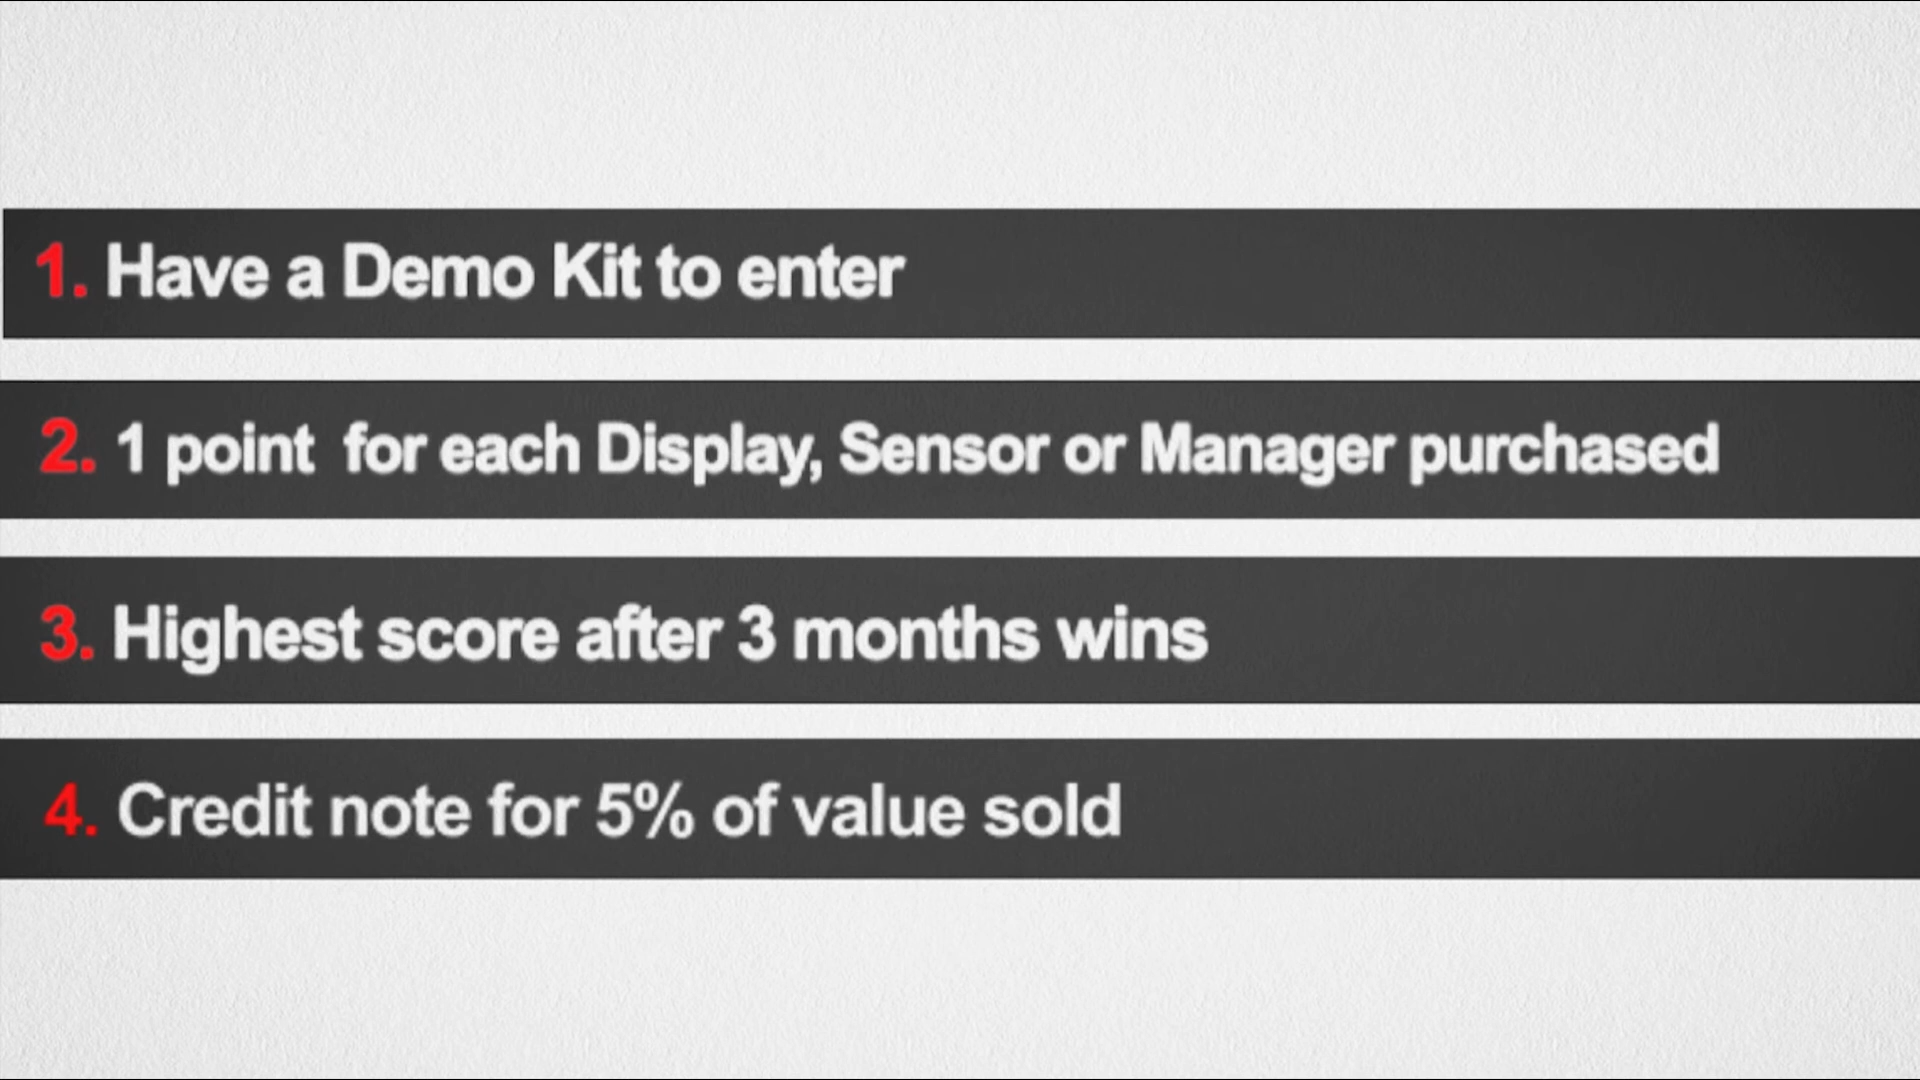 1. Have a Demo Kit to enter
2. 1 point for each Display, Sensor or Manager purchased
3. Highest score after 3 months wins
4. Credit note for 5% of value sold